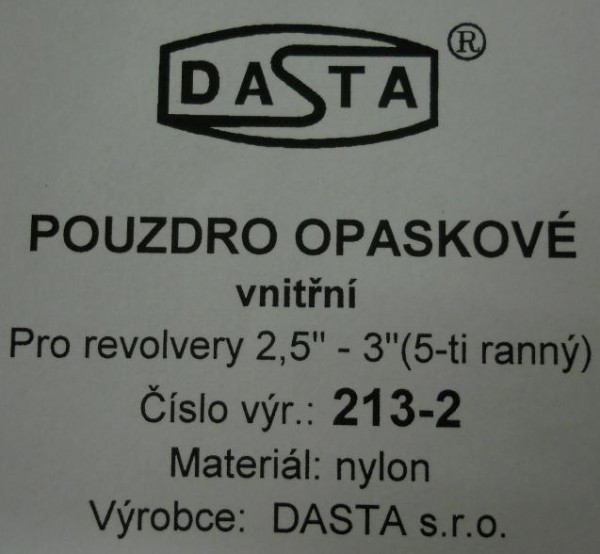 DASTA ®
POUZDRO OPASKOVÉ
vnitřní
Pro revolvery 2,5" - 3"(5-ti ranný)
Číslo výr.: 213-2
Materiál: nylon
Výrobce: DASTA s.r.o.